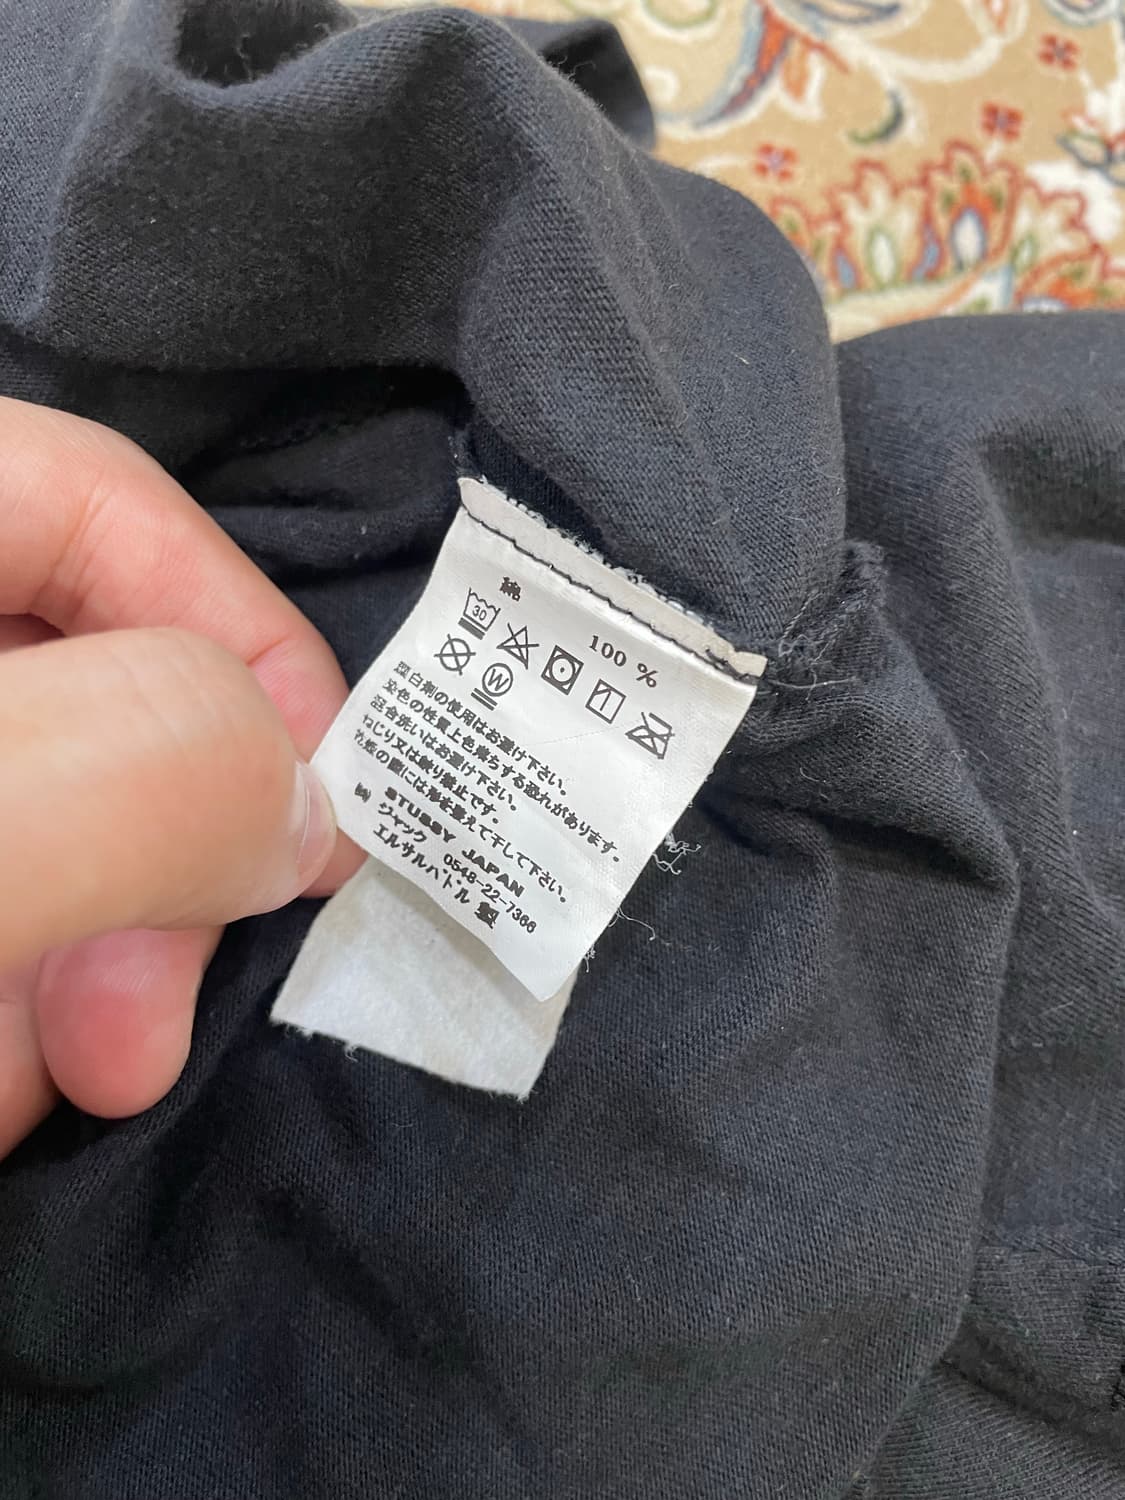 綿 100 %
30
W
漂白剤の使用はお避け下さい。
染色の性質上色落ちする恐れがあります。
混合洗いはお避け下さい。
ねじり又は絞り禁止です。
乾燥の際には形を整えて干して下さい。
STUSSY JAPAN
㈱ ジャック 0548-22-7366
エルサルバドル 製